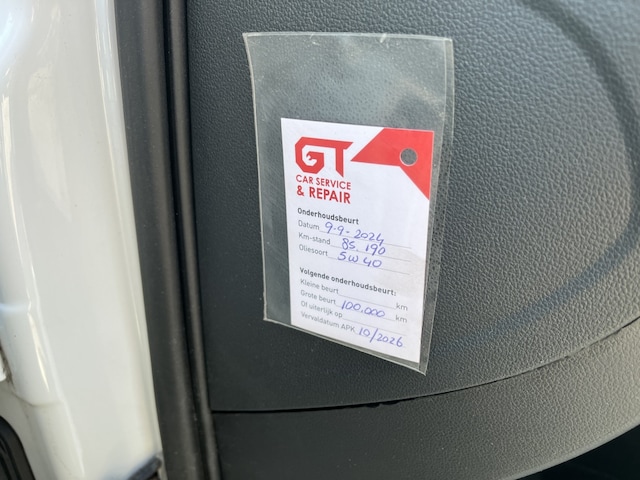 GT
CAR SERVICE
& REPAIR
Onderhoudsbeurt
Datum 9-9-2024
Km-stand 85.190
Oliesoort 5W40
Volgende onderhoudsbeurt:
Kleine beurt km
Grote beurt 100.000 km
Of uiterlijk op
Vervaldatum APK 10/2026